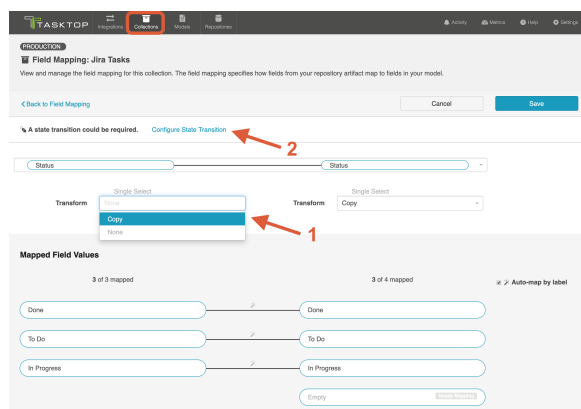 TASKTOP
Integrations
Collections
Models
Repositories
Activity
Metrics
Help
Settings
PRODUCTION
Field Mapping: Jira Tasks
View and manage the field mapping for this collection. The field mapping specifies how fields from your repository artifact map to fields in your model.
Back to Field Mapping
Cancel
Save
A state transition could be required. Configure State Transition
2
Status
Status
Single Select
Single Select
Transform
None
Transform
Copy
Copy
None
1
Mapped Field Values
3 of 3 mapped
3 of 4 mapped
Auto-map by label
Done
Done
To Do
To Do
In Progress
In Progress
Empty